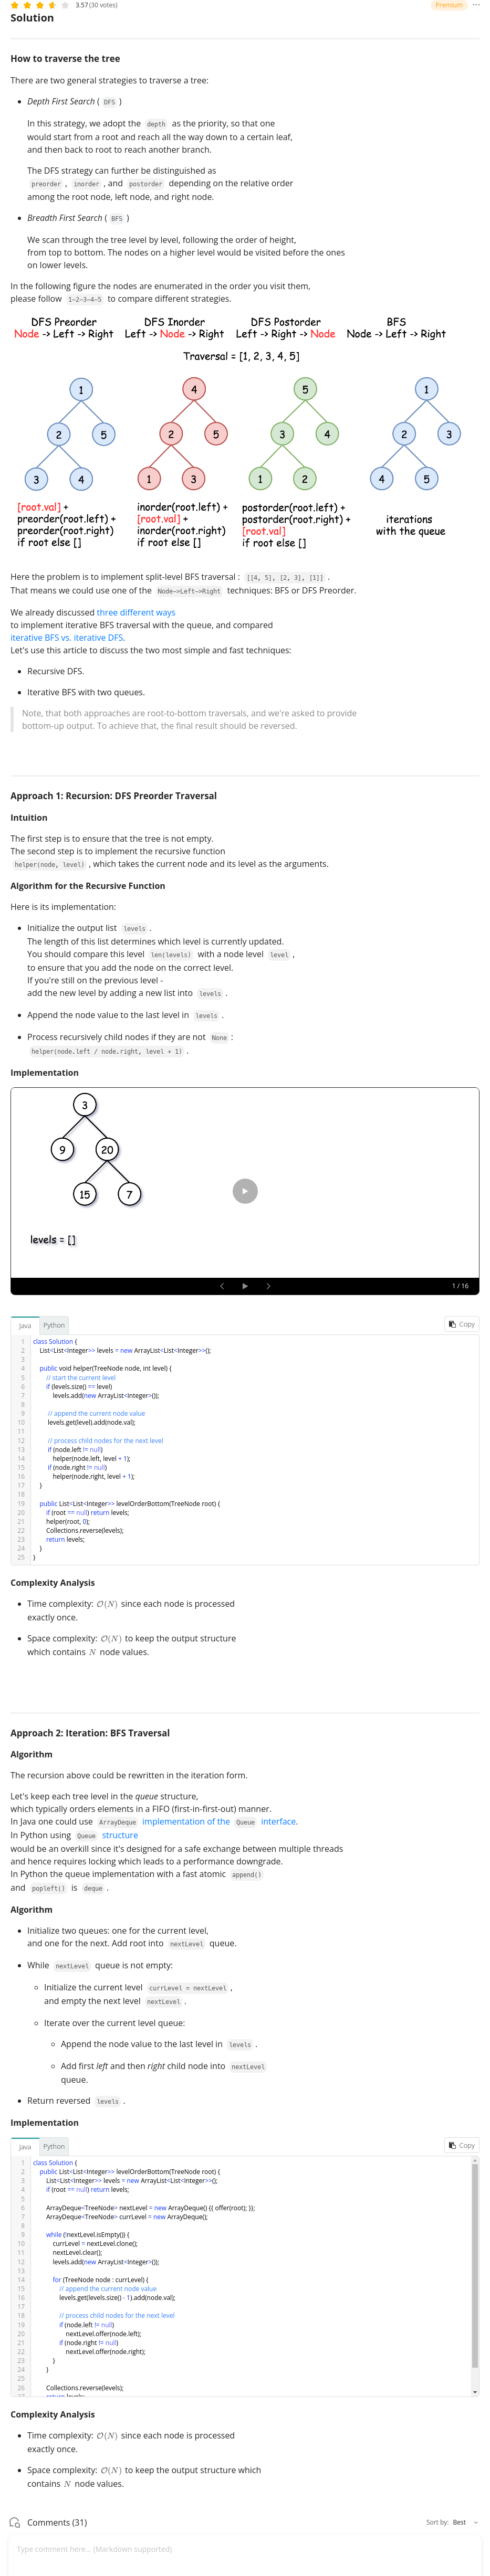 3.57 (30 votes)
Premium
Solution
How to traverse the tree
There are two general strategies to traverse a tree:
Depth First Search ( DFS )
In this strategy, we adopt the depth as the priority, so that one
would start from a root and reach all the way down to a certain leaf,
and then back to root to reach another branch.
The DFS strategy can further be distinguished as
preorder , inorder , and postorder depending on the relative order
among the root node, left node, and right node.
Breadth First Search ( BFS )
We scan through the tree level by level, following the order of height,
from top to bottom. The nodes on a higher level would be visited before the ones
on lower levels.
In the following figure the nodes are enumerated in the order you visit them,
please follow 1-2-3-4-5 to compare different strategies.
DFS Preorder
Node -> Left -> Right
DFS Inorder
Left -> Node -> Right
DFS Postorder
Left -> Right -> Node
BFS
Node -> Left -> Right
Traversal = [1, 2, 3, 4, 5]
1
2 5
3 4
4
2 5
1 3
5
3 4
1 2
1
2 3
4 5
[root.val] +
preorder(root.left) +
preorder(root.right)
if root else []
inorder(root.left) +
[root.val] +
inorder(root.right)
if root else []
postorder(root.left) +
postorder(root.right) +
[root.val]
if root else []
iterations
with the queue
Here the problem is to implement split-level BFS traversal : [[4, 5], [2, 3], [1]] .
That means we could use one of the Node->Left->Right techniques: BFS or DFS Preorder.
We already discussed three different ways
to implement iterative BFS traversal with the queue, and compared
iterative BFS vs. iterative DFS.
Let's use this article to discuss the two most simple and fast techniques:
Recursive DFS.
Iterative BFS with two queues.
Note, that both approaches are root-to-bottom traversals, and we're asked to provide
bottom-up output. To achieve that, the final result should be reversed.
Approach 1: Recursion: DFS Preorder Traversal
Intuition
The first step is to ensure that the tree is not empty.
The second step is to implement the recursive function
helper(node, level) , which takes the current node and its level as the arguments.
Algorithm for the Recursive Function
Here is its implementation:
Initialize the output list levels .
The length of this list determines which level is currently updated.
You should compare this level len(levels) with a node level level ,
to ensure that you add the node on the correct level.
If you're still on the previous level -
add the new level by adding a new list into levels .
Append the node value to the last level in levels .
Process recursively child nodes if they are not None :
helper(node.left / node.right, level + 1) .
Implementation
3
9 20
15 7
levels = []
1 / 16
Java Python
Copy
1 class Solution {
2 List<List<Integer>> levels = new ArrayList<List<Integer>>();
3
4 public void helper(TreeNode node, int level) {
5 // start the current level
6 if (levels.size() == level)
7 levels.add(new ArrayList<Integer>());
8
9 // append the current node value
10 levels.get(level).add(node.val);
11
12 // process child nodes for the next level
13 if (node.left != null)
14 helper(node.left, level + 1);
15 if (node.right != null)
16 helper(node.right, level + 1);
17 }
18
19 public List<List<Integer>> levelOrderBottom(TreeNode root) {
20 if (root == null) return levels;
21 helper(root, 0);
22 Collections.reverse(levels);
23 return levels;
24 }
25 }
Complexity Analysis
Time complexity: O(N) since each node is processed
exactly once.
Space complexity: O(N) to keep the output structure
which contains N node values.
Approach 2: Iteration: BFS Traversal
Algorithm
The recursion above could be rewritten in the iteration form.
Let's keep each tree level in the queue structure,
which typically orders elements in a FIFO (first-in-first-out) manner.
In Java one could use ArrayDeque implementation of the Queue interface.
In Python using Queue structure
would be an overkill since it's designed for a safe exchange between multiple threads
and hence requires locking which leads to a performance downgrade.
In Python the queue implementation with a fast atomic append()
and popleft() is deque .
Algorithm
Initialize two queues: one for the current level,
and one for the next. Add root into nextLevel queue.
While nextLevel queue is not empty:
Initialize the current level currLevel = nextLevel ,
and empty the next level nextLevel .
Iterate over the current level queue:
Append the node value to the last level in levels .
Add first left and then right child node into nextLevel
queue.
Return reversed levels .
Implementation
Java Python
Copy
1 class Solution {
2 public List<List<Integer>> levelOrderBottom(TreeNode root) {
3 List<List<Integer>> levels = new ArrayList<List<Integer>>();
4 if (root == null) return levels;
5
6 ArrayDeque<TreeNode> nextLevel = new ArrayDeque() {{ offer(root); }};
7 ArrayDeque<TreeNode> currLevel = new ArrayDeque();
8
9 while (!nextLevel.isEmpty()) {
10 currLevel = nextLevel.clone();
11 nextLevel.clear();
12 levels.add(new ArrayList<Integer>());
13
14 for (TreeNode node : currLevel) {
15 // append the current node value
16 levels.get(levels.size() - 1).add(node.val);
17
18 // process child nodes for the next level
19 if (node.left != null)
20 nextLevel.offer(node.left);
21 if (node.right != null)
22 nextLevel.offer(node.right);
23 }
24 }
25
26 Collections.reverse(levels);
27 return levels;
Complexity Analysis
Time complexity: O(N) since each node is processed
exactly once.
Space complexity: O(N) to keep the output structure which
contains N node values.
Comments (31)
Sort by: Best
Type comment here... (Markdown supported)